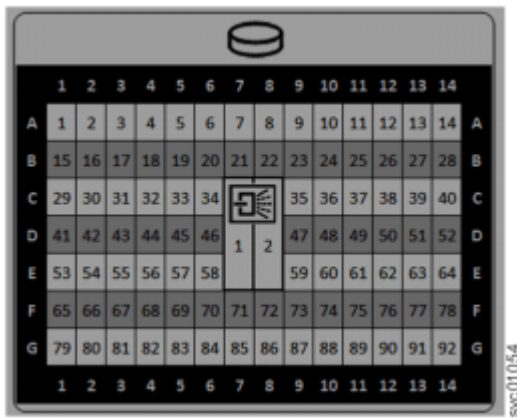 1 2 3 4 5 6 7 8 9 10 11 12 13 14
A 1 2 3 4 5 6 7 8 9 10 11 12 13 14 A
B 15 16 17 18 19 20 21 22 23 24 25 26 27 28 B
C 29 30 31 32 33 34 35 36 37 38 39 40 C
D 41 42 43 44 45 46 1 2 47 48 49 50 51 52 D
E 53 54 55 56 57 58 59 60 61 62 63 64 E
F 65 66 67 68 69 70 71 72 73 74 75 76 77 78 F
G 79 80 81 82 83 84 85 86 87 88 89 90 91 92 G
1 2 3 4 5 6 7 8 9 10 11 12 13 14
svc01054